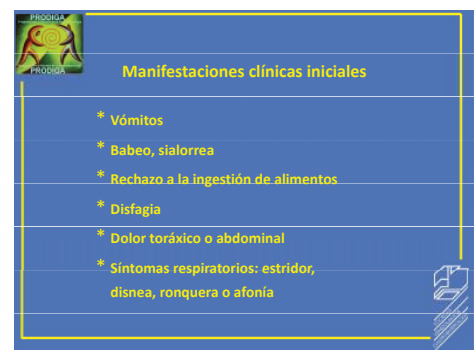 PRODIGA
PRODIGA
Manifestaciones clínicas iniciales
* Vómitos
* Babeo, sialorrea
* Rechazo a la ingestión de alimentos
* Disfagia
* Dolor toráxico o abdominal
* Síntomas respiratorios: estridor,
disnea, ronquera o afonía